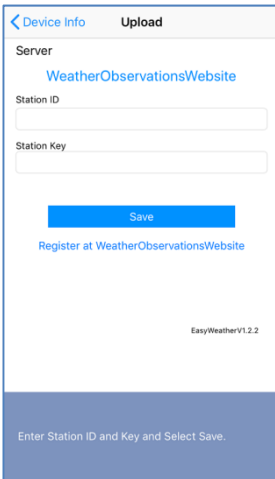 Device Info Upload
Server
WeatherObservationsWebsite
Station ID
Station Key
Save
Register at WeatherObservationsWebsite
EasyWeatherV1.2.2
Enter Station ID and Key and Select Save.